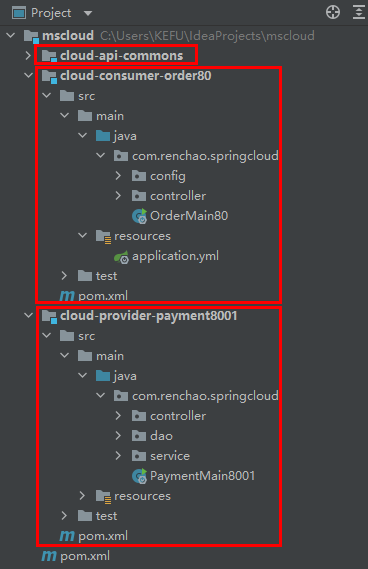 Project
mscloud C:\Users\KEFU\IdeaProjects\mscloud
cloud-api-commons
cloud-consumer-order80
src
main
java
com.renchao.springcloud
config
controller
OrderMain80
resources
application.yml
test
pom.xml
cloud-provider-payment8001
src
main
java
com.renchao.springcloud
controller
dao
service
PaymentMain8001
resources
test
pom.xml
pom.xml